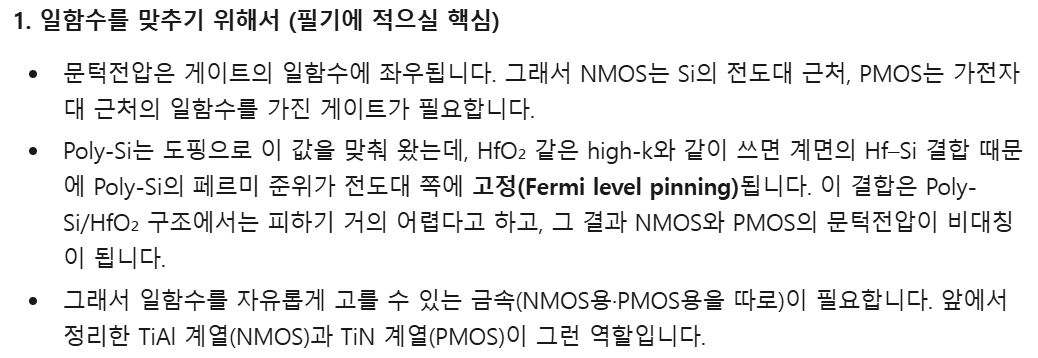 1. 일함수를 맞추기 위해서 (필기에 적으실 핵심)
• 문턱전압은 게이트의 일함수에 좌우됩니다. 그래서 NMOS는 Si의 전도대 근처, PMOS는 가전자
대 근처의 일함수를 가진 게이트가 필요합니다.
• Poly-Si는 도핑으로 이 값을 맞춰 왔는데, HfO₂ 같은 high-k와 같이 쓰면 계면의 Hf–Si 결합 때문
에 Poly-Si의 페르미 준위가 전도대 쪽에 고정(Fermi level pinning)됩니다. 이 결합은 Poly-
Si/HfO₂ 구조에서는 피하기 거의 어렵다고 하고, 그 결과 NMOS와 PMOS의 문턱전압이 비대칭
이 됩니다.
• 그래서 일함수를 자유롭게 고를 수 있는 금속(NMOS용·PMOS용을 따로)이 필요합니다. 앞에서
정리한 TiAl 계열(NMOS)과 TiN 계열(PMOS)이 그런 역할입니다.